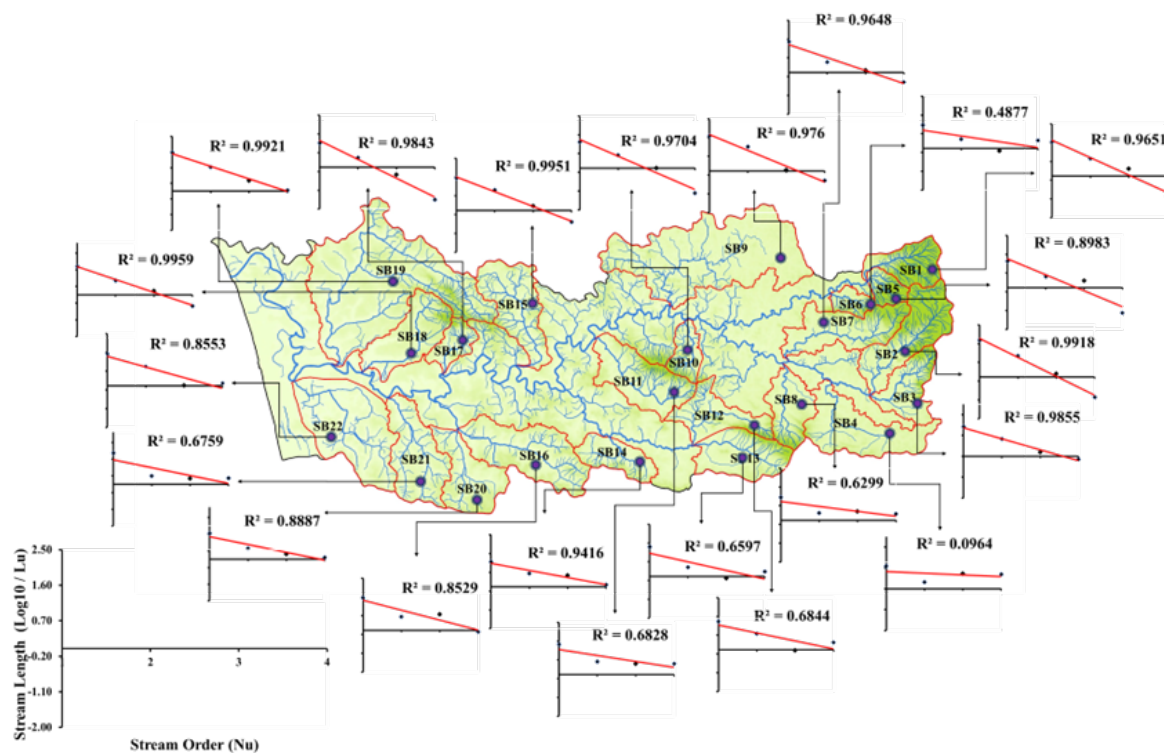 R² = 0.9648
R² = 0.4877
R² = 0.9921
R² = 0.9843
R² = 0.9951
R² = 0.9704
R² = 0.976
R² = 0.9651
R² = 0.9959
R² = 0.8983
R² = 0.8553
R² = 0.9918
R² = 0.6759
R² = 0.9855
R² = 0.8887
R² = 0.8529
R² = 0.9416
R² = 0.6828
R² = 0.6597
R² = 0.6844
R² = 0.6299
R² = 0.0964
SB9
SB1
SB19
SB5
SB15
SB6
SB7
SB18
SB17
SB10
SB2
SB11
SB3
SB8
SB12
SB4
SB22
SB14
SB13
SB16
SB21
SB20
Stream Length (Log10 / Lu)
2.50
1.60
0.70
-0.20
-1.10
-2.00
2
3
4
Stream Order (Nu)